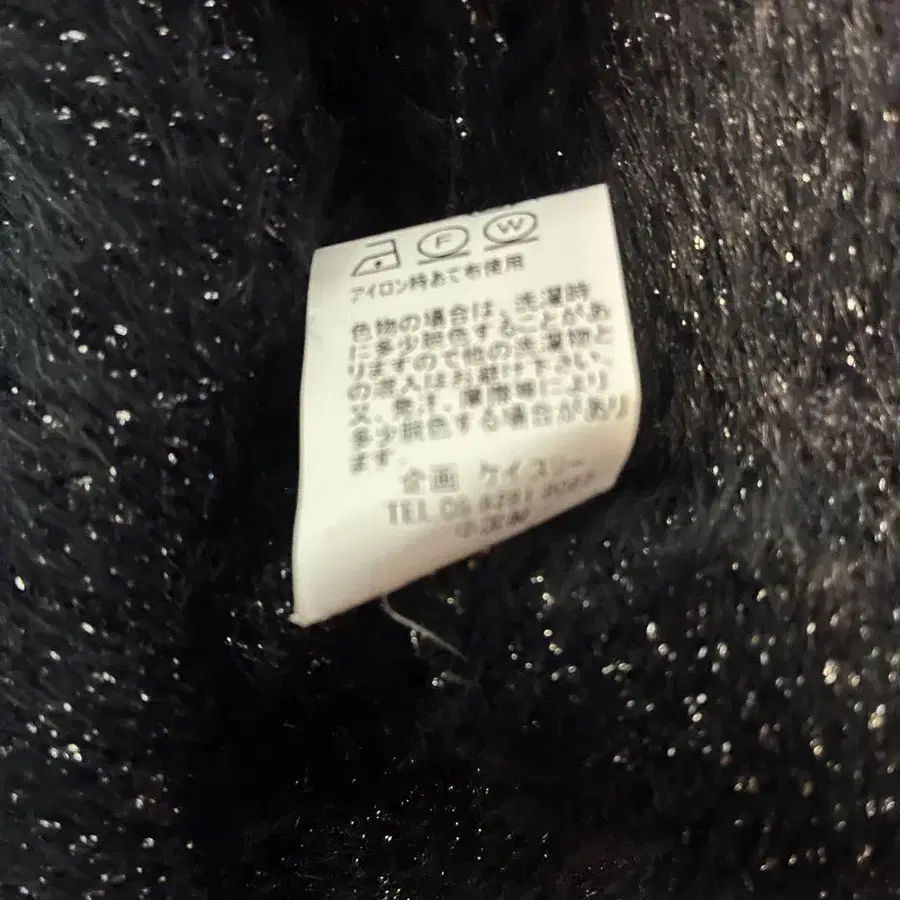 F W
アイロン時あて布使用
色物の場合は、洗濯時
に多少脱色することがあ
りますので他の洗濯物と
の混入はお避け下さい。
又、発汗、摩擦等により
多少脱色する場合があり
ます。
企画 ケイスリー
TEL